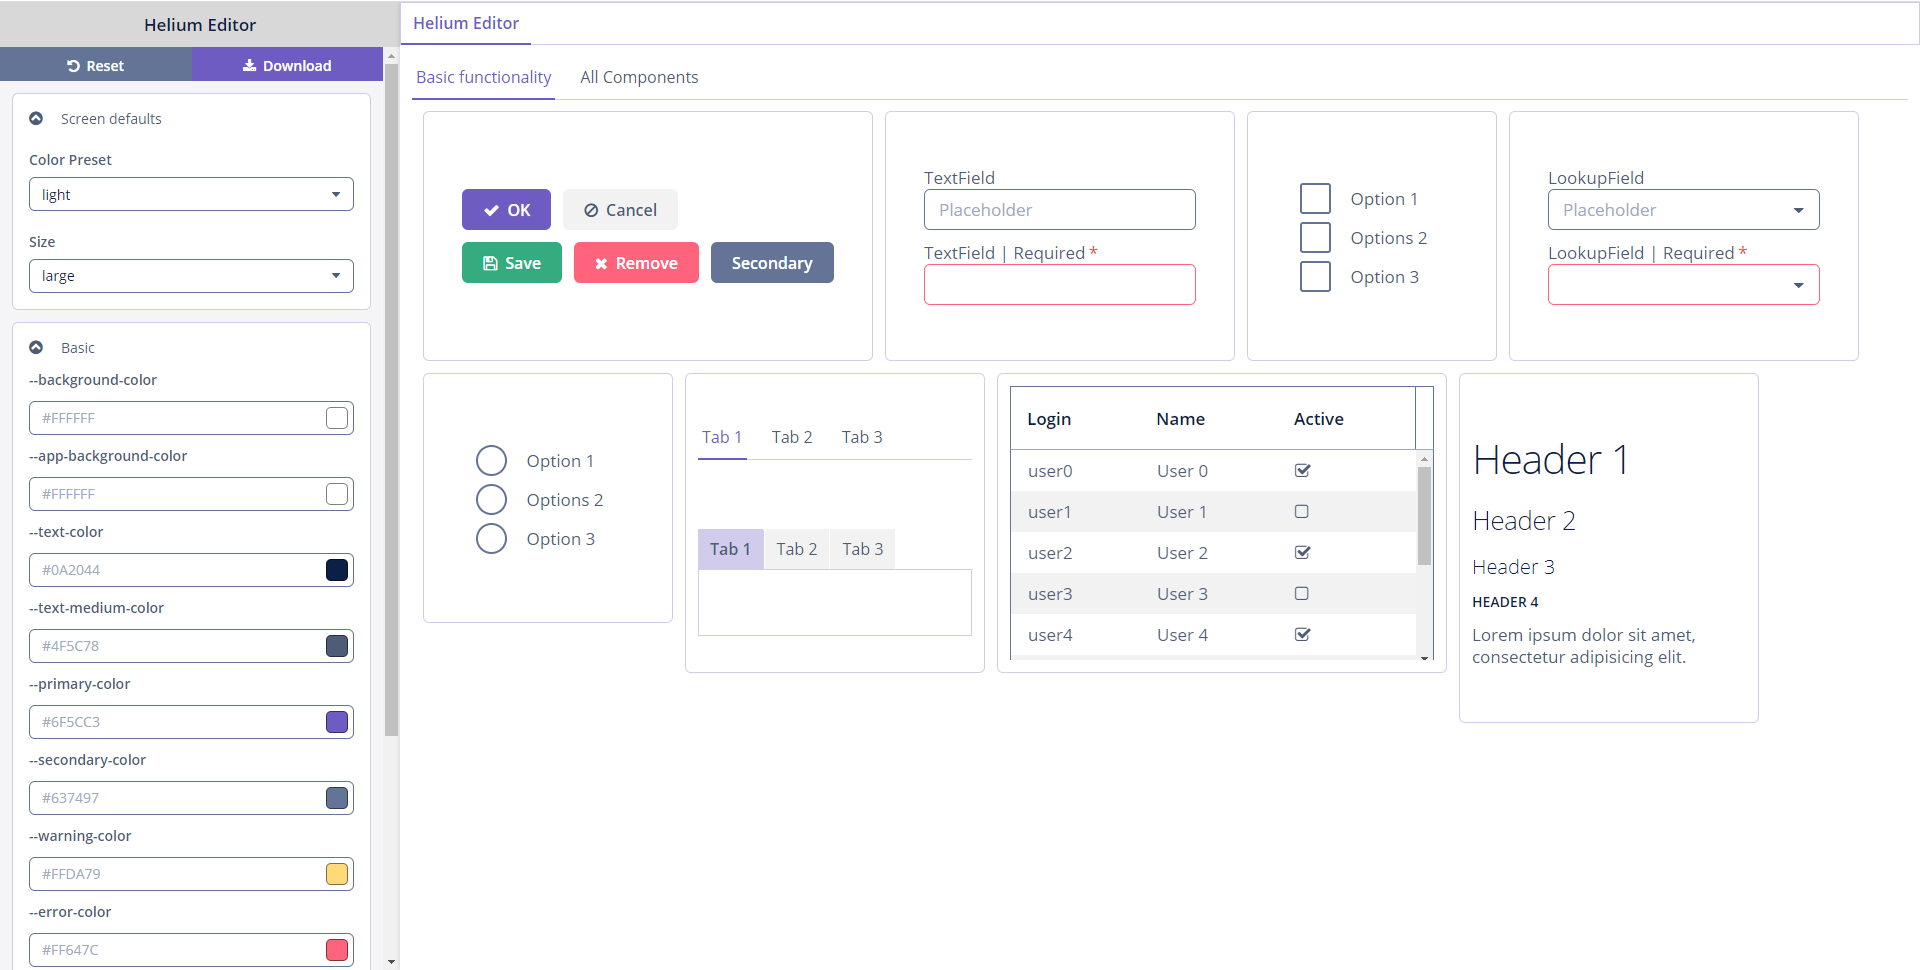 Helium Editor
Reset Download
Screen defaults
Color Preset
light
Size
large
Basic
--background-color
#FFFFFF
--app-background-color
#FFFFFF
--text-color
#0A2044
--text-medium-color
#4F5C78
--primary-color
#6F5CC3
--secondary-color
#637497
--warning-color
#FFDA79
--error-color
#FF647C
Helium Editor
Basic functionality All Components
OK Cancel
Save Remove Secondary
TextField
Placeholder
TextField | Required *
Option 1
Options 2
Option 3
LookupField
Placeholder
LookupField | Required *
Option 1
Options 2
Option 3
Tab 1 Tab 2 Tab 3
Tab 1 Tab 2 Tab 3
Login Name Active
user0 User 0
user1 User 1
user2 User 2
user3 User 3
user4 User 4
Header 1
Header 2
Header 3
HEADER 4
Lorem ipsum dolor sit amet,
consectetur adipisicing elit.